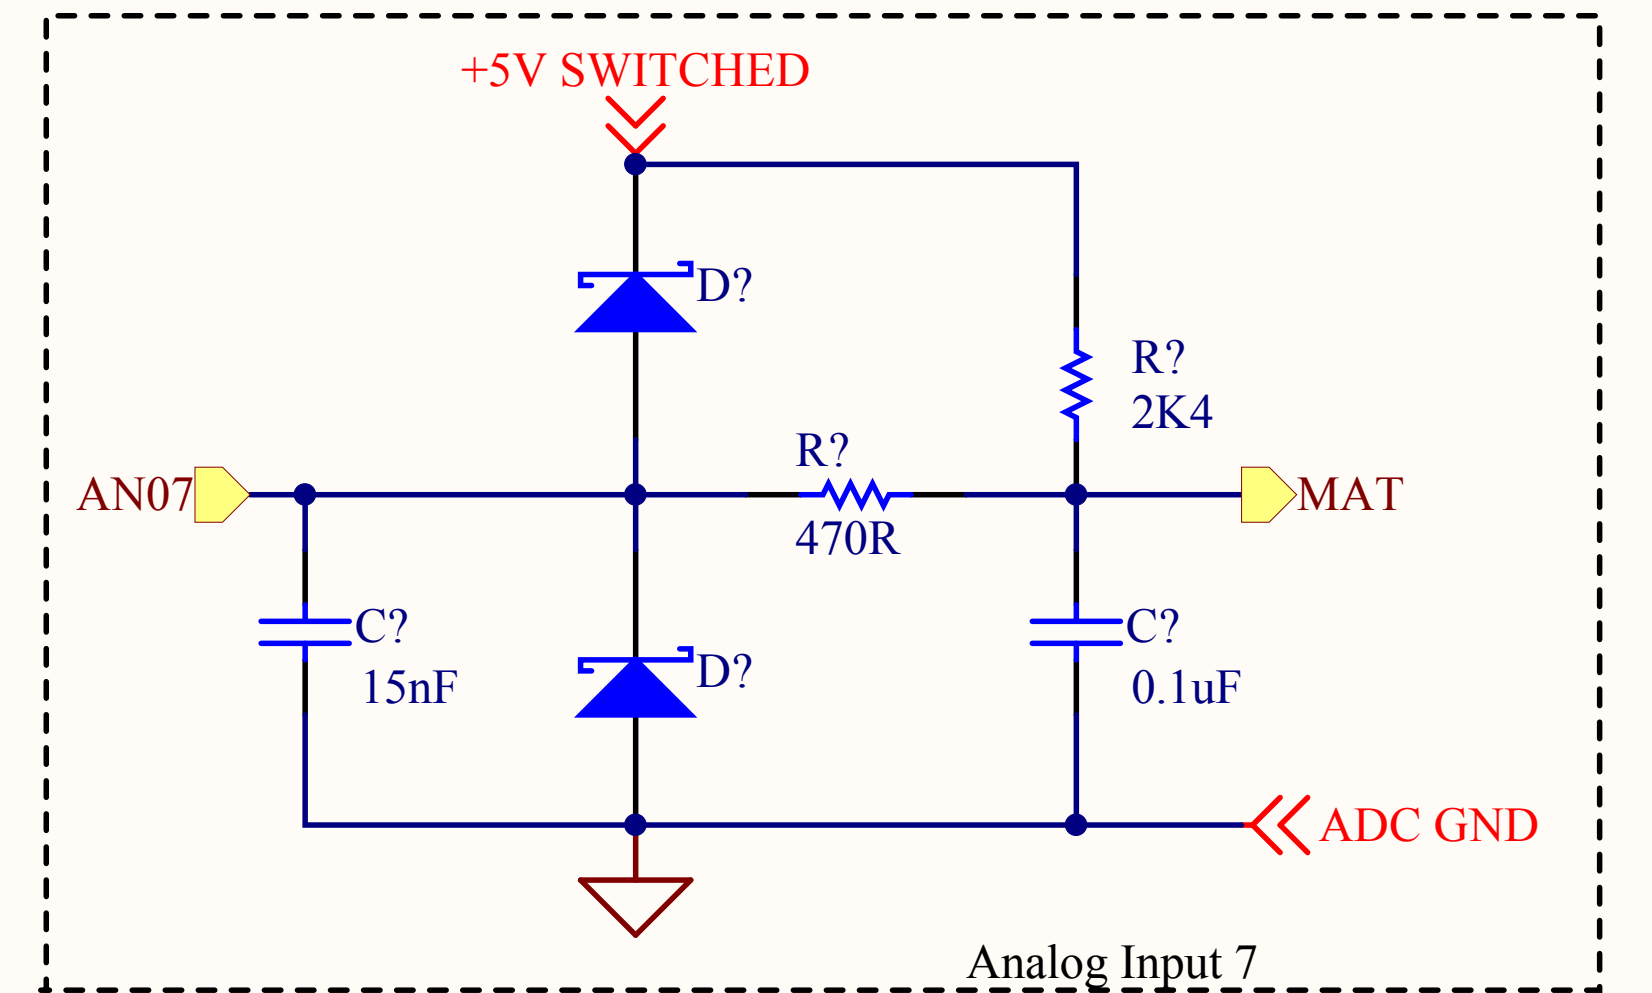 +5V SWITCHED
D?
R?
2K4
R?
AN07
MAT
470R
C?
15nF
D?
C?
0.1uF
ADC GND
Analog Input 7